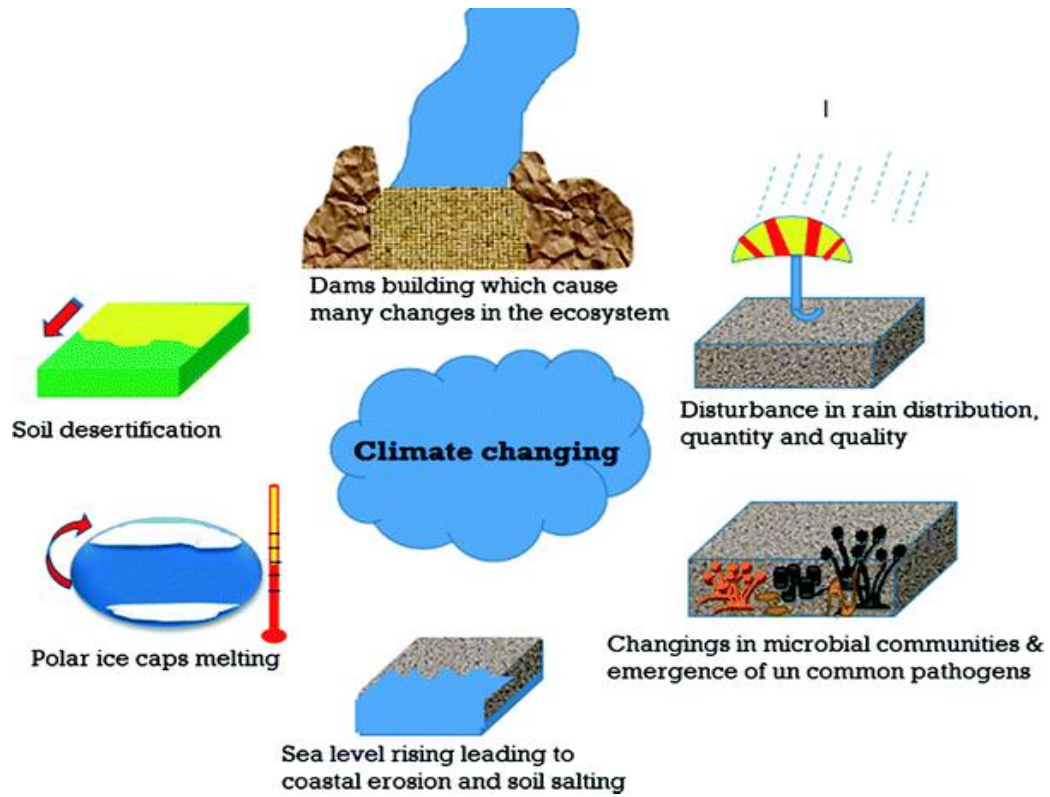 Dams building which cause
many changes in the ecosystem
Soil desertification
Disturbance in rain distribution,
quantity and quality
Climate changing
Polar ice caps melting
Changings in microbial communities &
emergence of un common pathogens
Sea level rising leading to
coastal erosion and soil salting